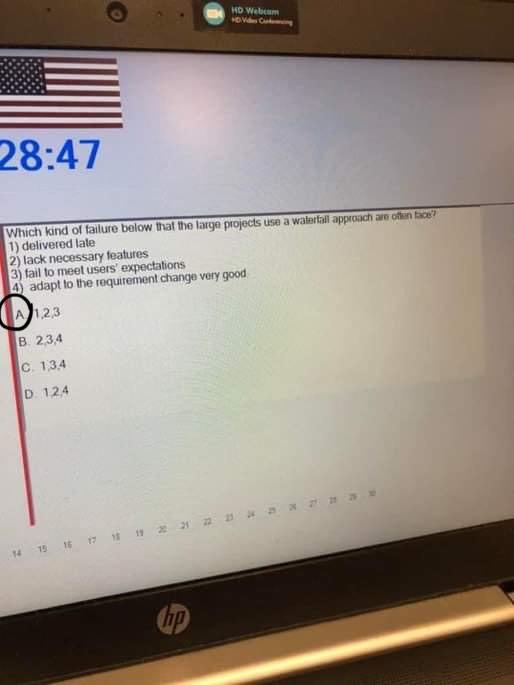 HD Webcam
HD Video Conferencing
28:47
Which kind of failure below that the large projects use a waterfall approach are often face?
1) delivered late
2) lack necessary features
3) fail to meet users' expectations
4) adapt to the requirement change very good
A. 1,2,3
B. 2,3,4
C. 1,3,4
D. 1,2,4
14 15 16 17 18 19 20 21 22 23 24 25 26 27 28 29 30
hp